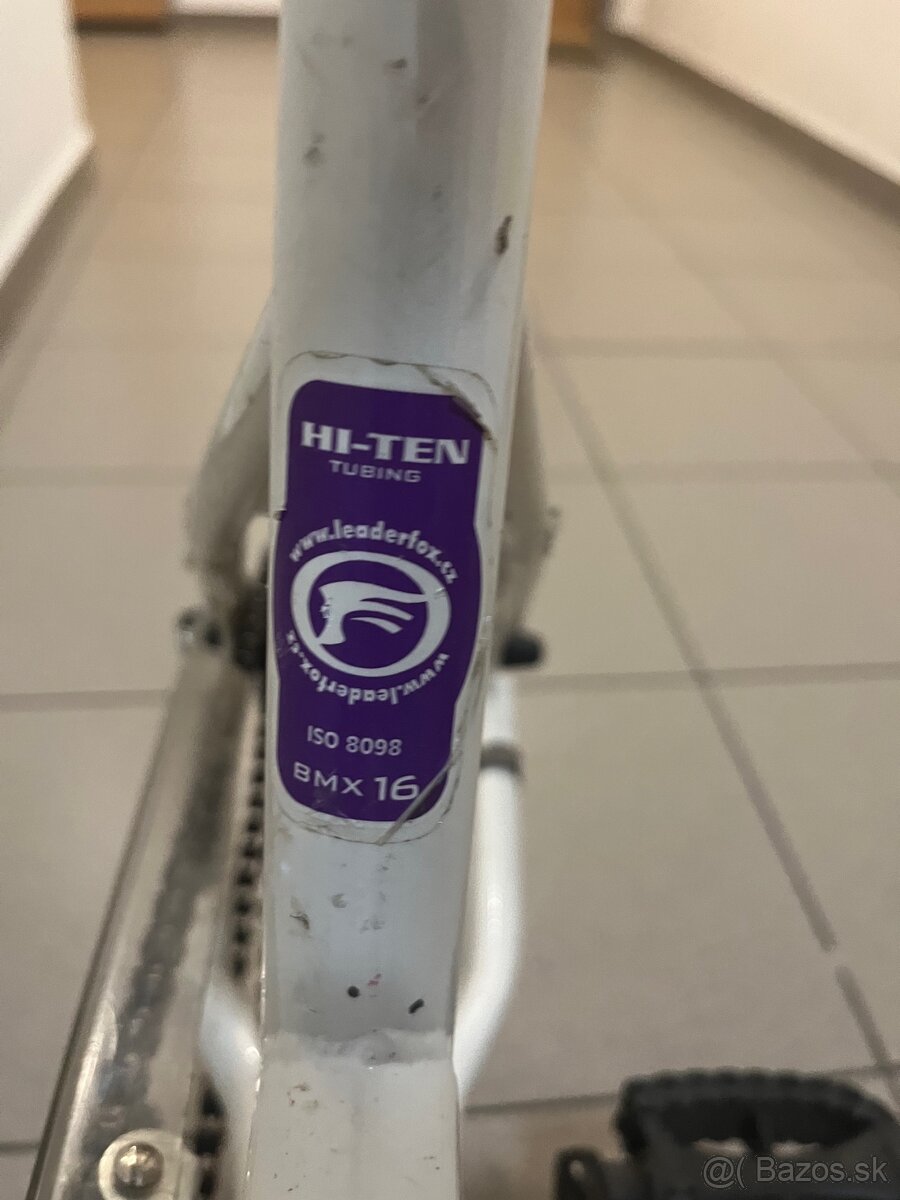 HI-TEN
TUBING
www.leaderfox.cz
www.leaderfox.cz
ISO 8098
BMX 16
@( Bazos.sk